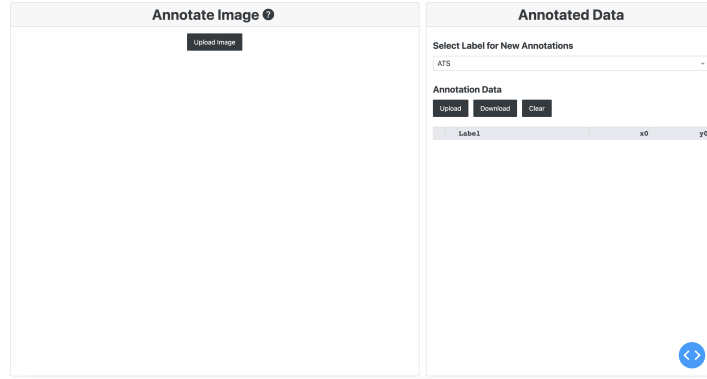 Annotate Image ?
Upload Image
Annotated Data
Select Label for New Annotations
ATS
Annotation Data
Upload Download Clear
Label x0 y0